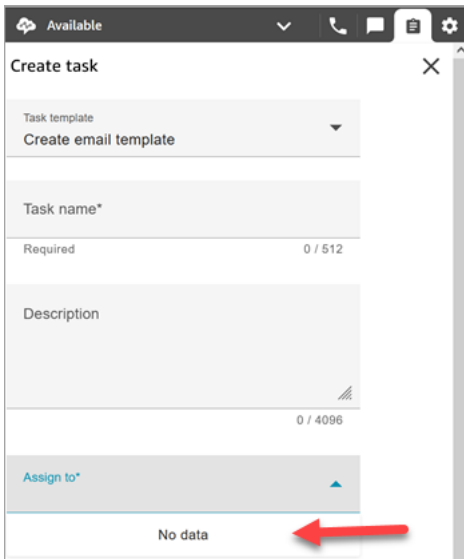 Available
Create task
Task template
Create email template
Task name*
Required 0 / 512
Description
0 / 4096
Assign to*
No data